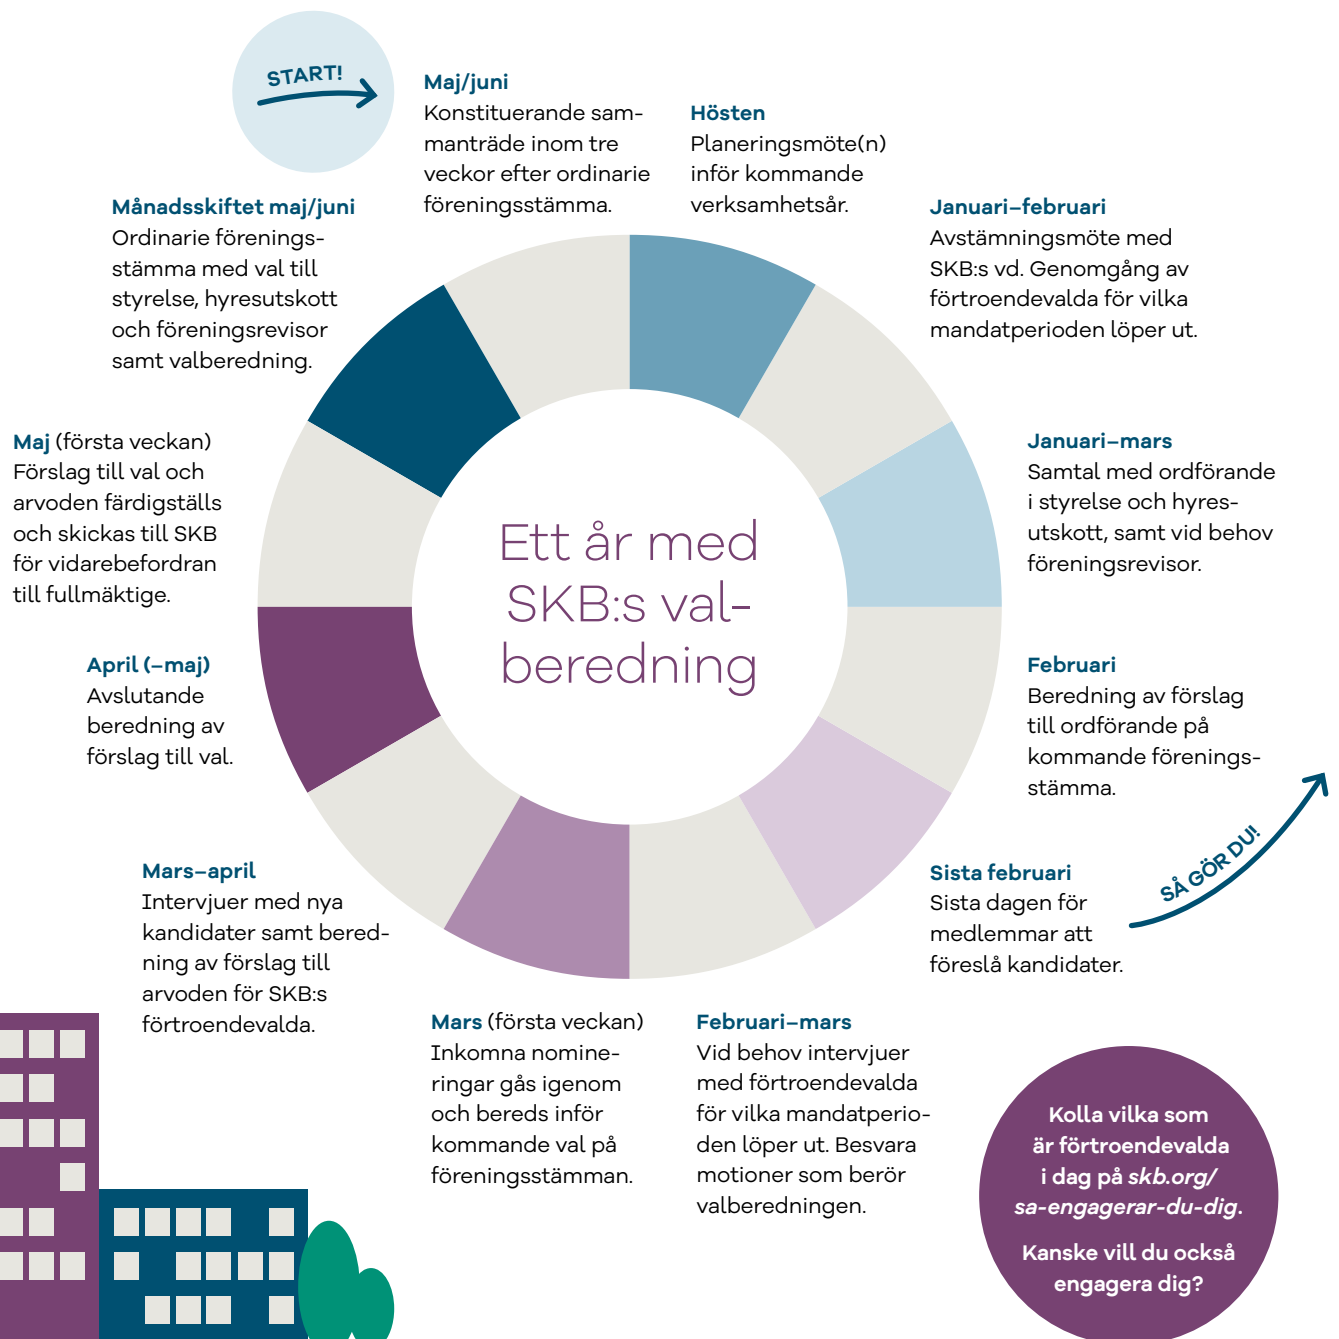 START!
Maj/juni
Konstituerande sam-
manträde inom tre
veckor efter ordinarie
föreningsstämma.
Hösten
Planeringsmöte(n)
inför kommande
verksamhetsår.
Januari–februari
Avstämningsmöte med
SKB:s vd. Genomgång av
förtroendevalda för vilka
mandatperioden löper ut.
Januari–mars
Samtal med ordförande
i styrelse och hyres-
utskott, samt vid behov
föreningsrevisor.
Februari
Beredning av förslag
till ordförande på
kommande förenings-
stämma.
Sista februari
Sista dagen för
medlemmar att
föreslå kandidater.
SÅ GÖR DU!
Februari–mars
Vid behov intervjuer
med förtroendevalda
för vilka mandatperio-
den löper ut. Besvara
motioner som berör
valberedningen.
Mars (första veckan)
Inkomna nomine-
ringar gås igenom
och bereds inför
kommande val på
föreningsstämman.
Mars–april
Intervjuer med nya
kandidater samt bered-
ning av förslag till
arvoden för SKB:s
förtroendevalda.
April (–maj)
Avslutande
beredning av
förslag till val.
Maj (första veckan)
Förslag till val och
arvoden färdigställs
och skickas till SKB
för vidarebefordran
till fullmäktige.
Månadsskiftet maj/juni
Ordinarie förenings-
stämma med val till
styrelse, hyresutskott
och föreningsrevisor
samt valberedning.
Ett år med
SKB:s val-
beredning
Kolla vilka som
är förtroendevalda
i dag på skb.org/
sa-engagerar-du-dig.
Kanske vill du också
engagera dig?